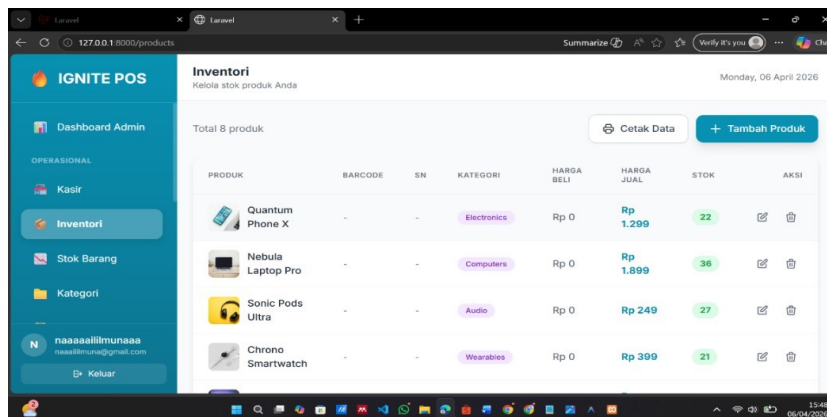 Laravel
Laravel
127.0.0.1:8000/products
Summarize
Verify it's you
IGNITE POS
Dashboard Admin
OPERASIONAL
Kasir
Inventori
Stok Barang
Kategori
N
naaaaaililmunaaa
Keluar
Inventori
Kelola stok produk Anda
Monday, 06 April 2026
Total 8 produk
Cetak Data
+ Tambah Produk
PRODUK BARCODE SN KATEGORI HARGA BELI HARGA JUAL STOK AKSI
Quantum Phone X - - Electronics Rp 0 Rp 1.299 22
Nebula Laptop Pro - - Computers Rp 0 Rp 1.899 36
Sonic Pods Ultra - - Audio Rp 0 Rp 249 27
Chrono Smartwatch - - Wearables Rp 0 Rp 399 21
2
15:48
06/04/2026